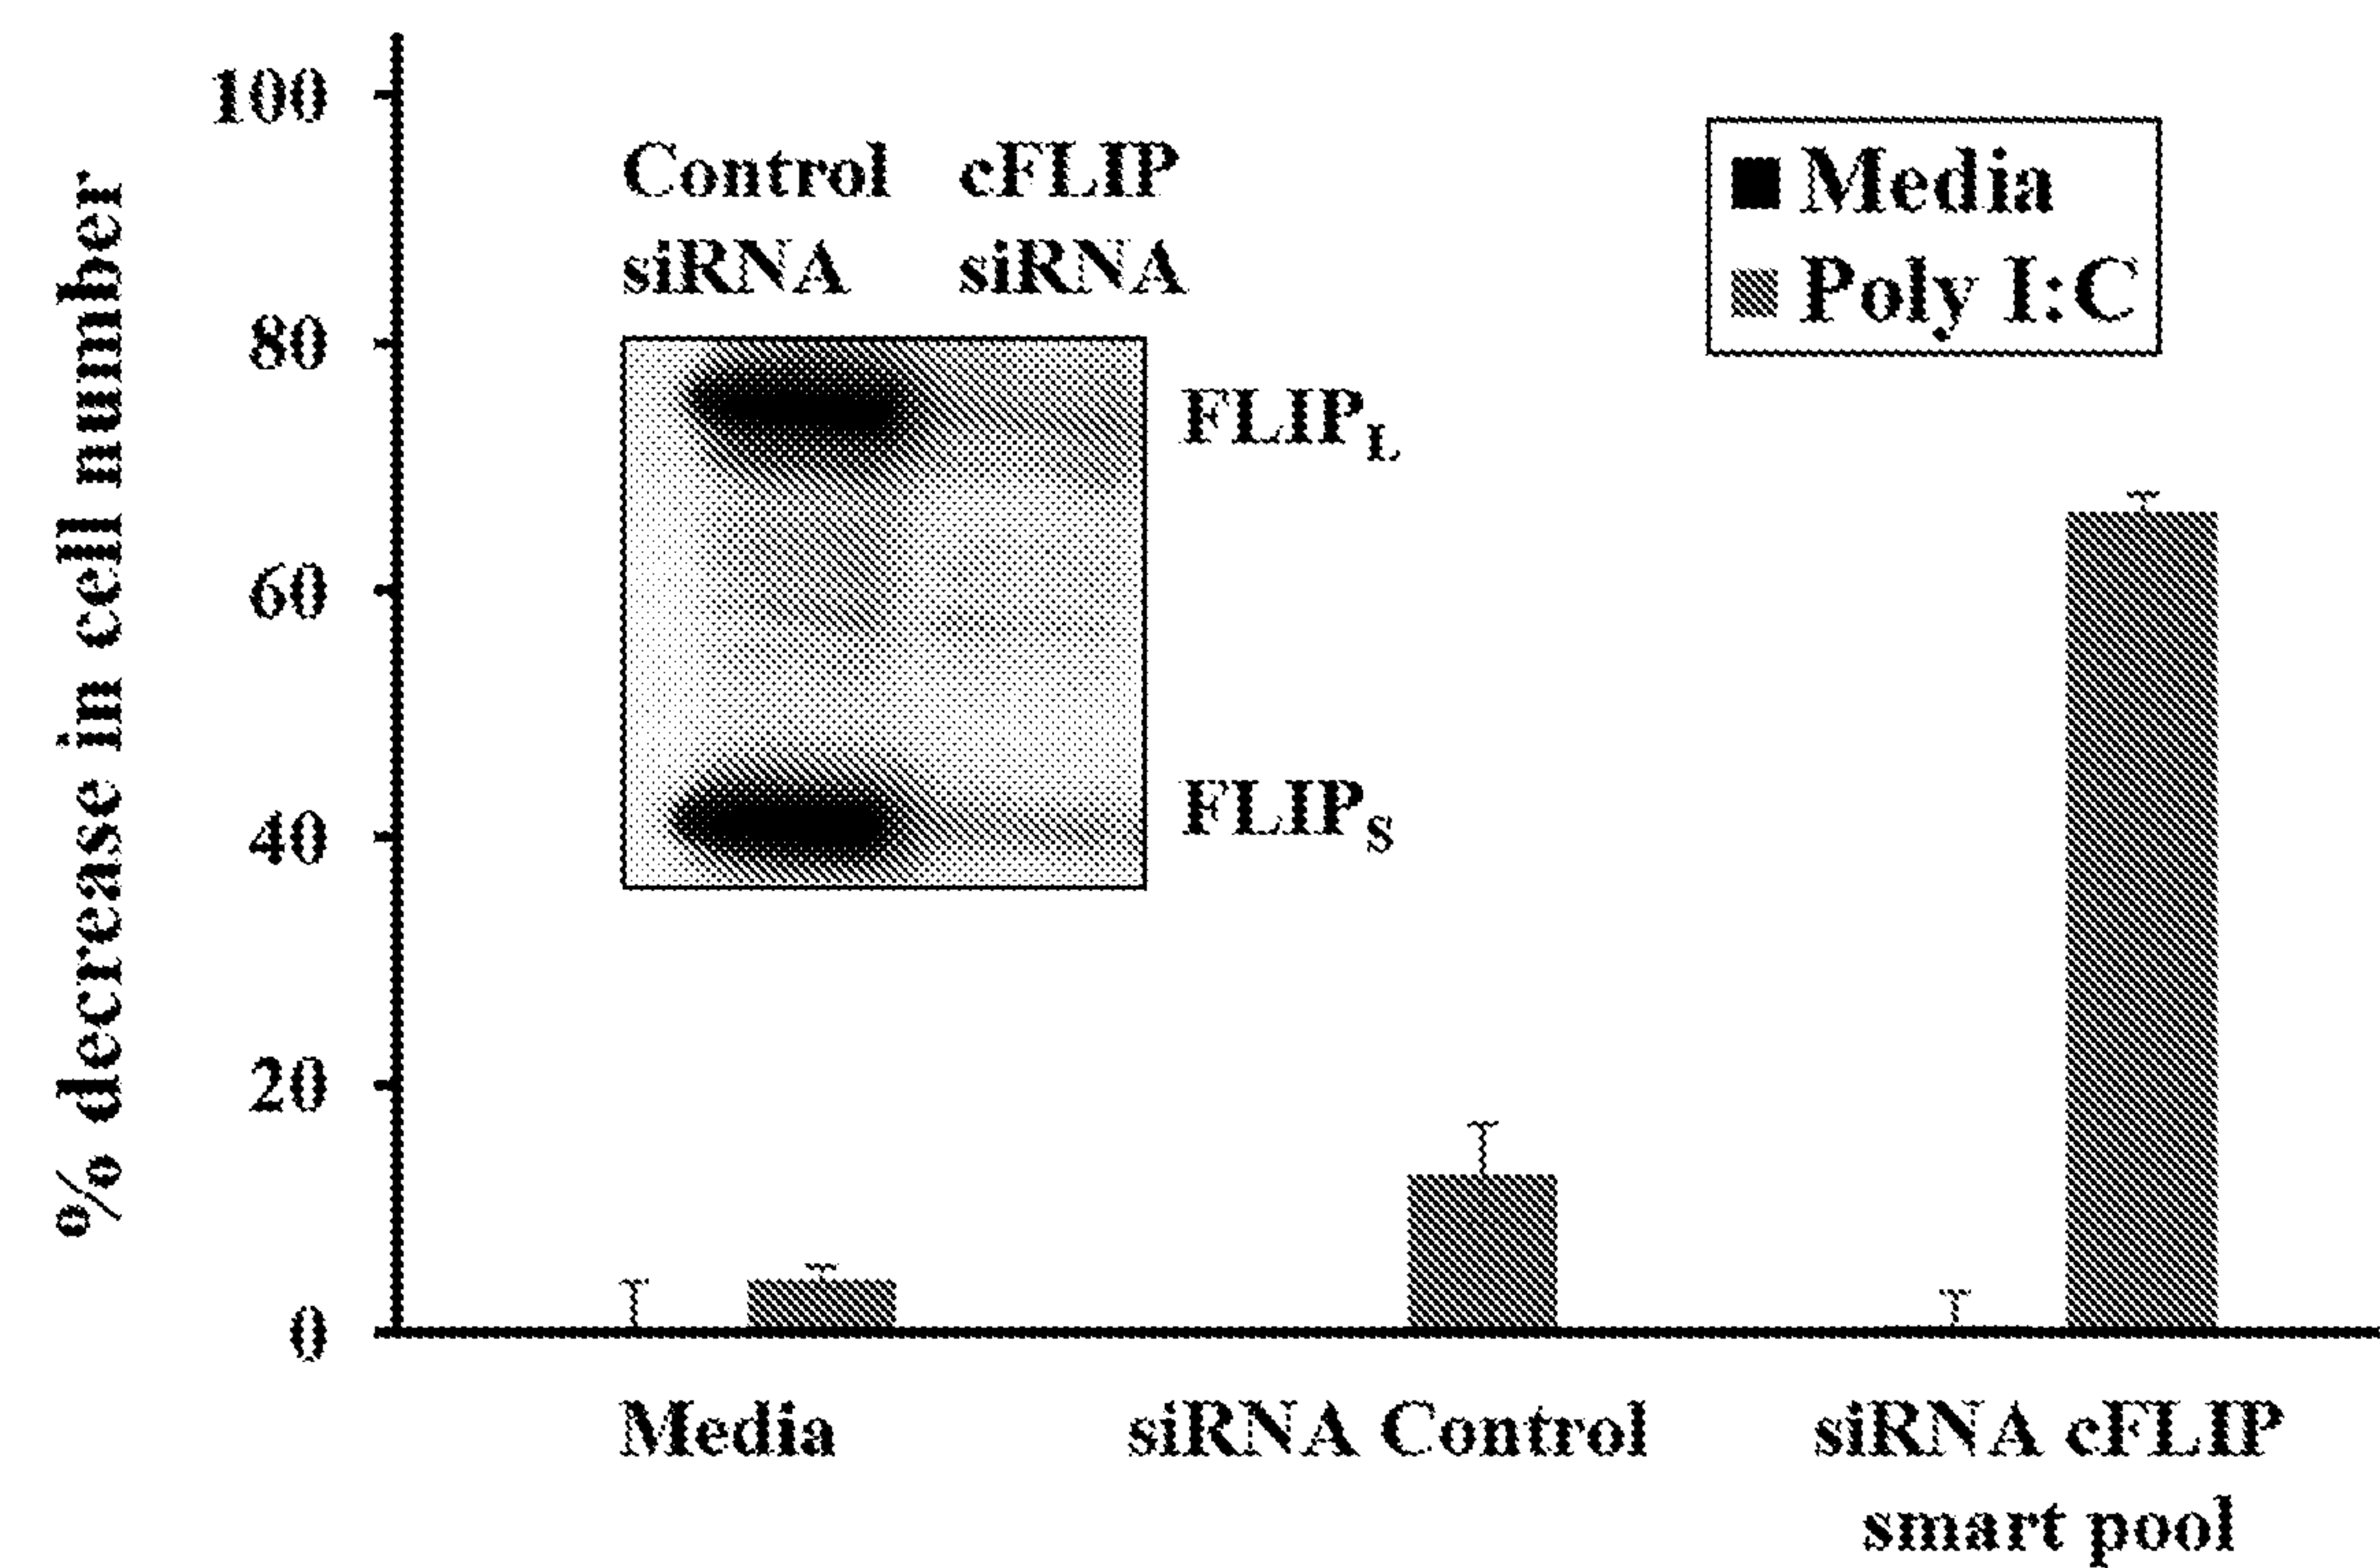 % decrease in cell number
100
80
60
40
20
0
Control cFLIP
siRNA siRNA
FLIPL
FLIPS
Media
Poly I:C
Media
siRNA Control
siRNA cFLIP
smart pool